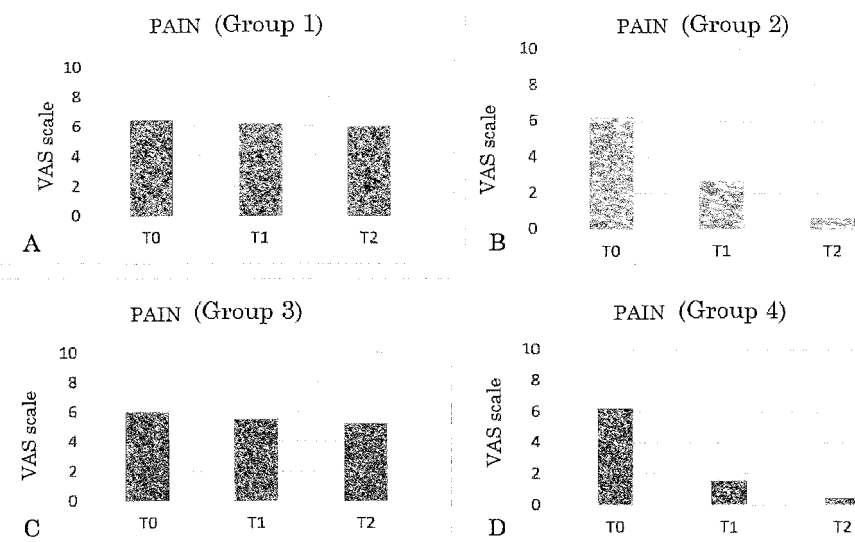 PAIN (Group 1)
10
8
6
4
2
0
VAS scale
T0 T1 T2
A
PAIN (Group 2)
10
8
6
4
2
0
VAS scale
T0 T1 T2
B
PAIN (Group 3)
10
8
6
4
2
0
VAS scale
T0 T1 T2
C
PAIN (Group 4)
10
8
6
4
2
0
VAS scale
T0 T1 T2
D